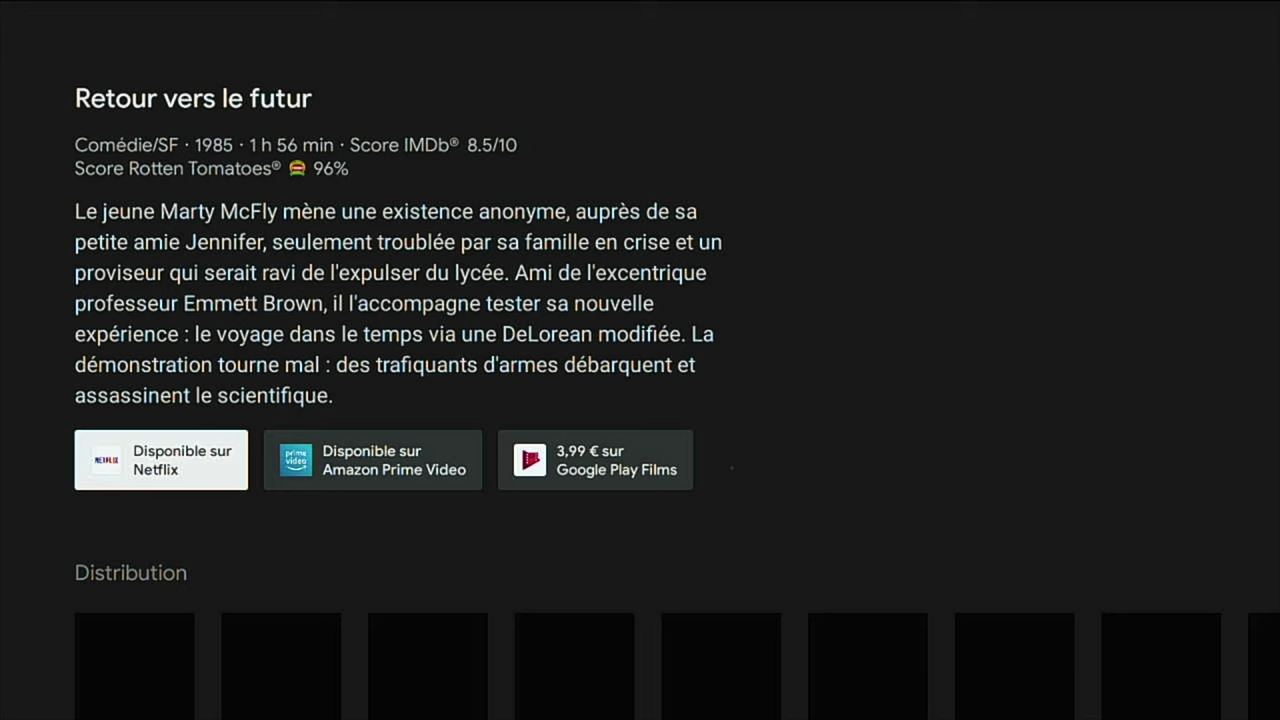 Retour vers le futur
Comédie/SF · 1985 · 1 h 56 min · Score IMDb® 8.5/10
Score Rotten Tomatoes® 96%
Le jeune Marty McFly mène une existence anonyme, auprès de sa
petite amie Jennifer, seulement troublée par sa famille en crise et un
proviseur qui serait ravi de l'expulser du lycée. Ami de l'excentrique
professeur Emmett Brown, il l'accompagne tester sa nouvelle
expérience : le voyage dans le temps via une DeLorean modifiée. La
démonstration tourne mal : des trafiquants d'armes débarquent et
assassinent le scientifique.
NETFLIX
Disponible sur
Netflix
prime
video
Disponible sur
Amazon Prime Video
3,99 € sur
Google Play Films
Distribution